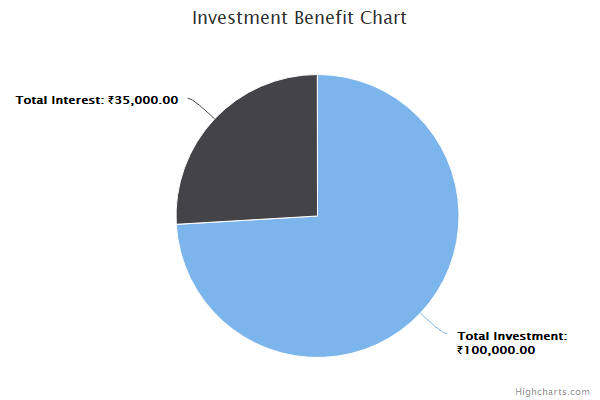 Investment Benefit Chart
Total Interest: ₹35,000.00
Total Investment:
₹100,000.00
Highcharts.com